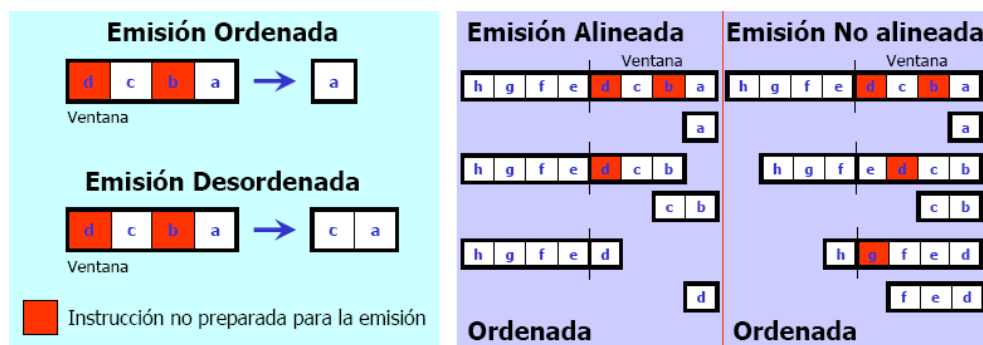 Emisión Ordenada
d c b a
a
Ventana
Emisión Desordenada
d c b a
c a
Ventana
Instrucción no preparada para la emisión
Emisión Alineada
Ventana
h g f e d c b a
a
h g f e d c b
c b
h g f e d
d
Ordenada
Emisión No alineada
Ventana
h g f e d c b a
a
h g f e d c b
c b
h g f e d
f e d
Ordenada